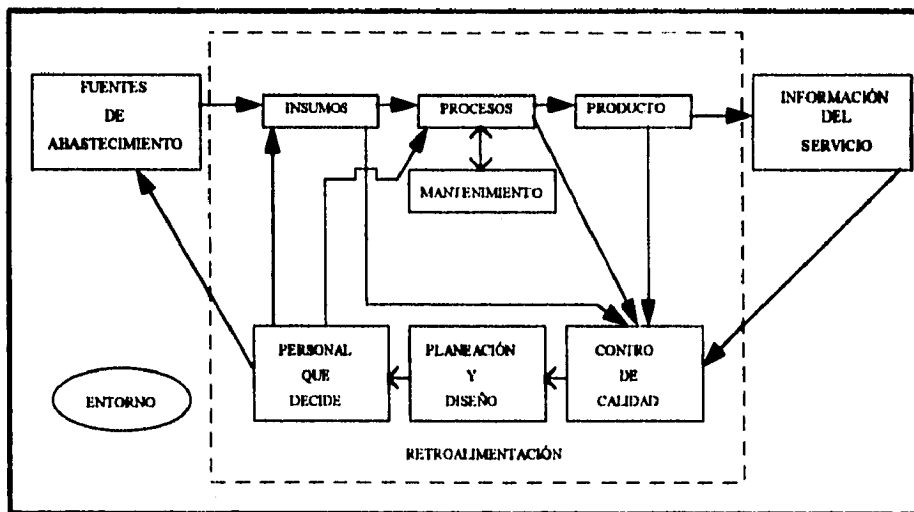 FUENTES
DE
ABASTECIMIENTO
INSUMOS
PROCESOS
PRODUCTO
INFORMACIÓN
DEL
SERVICIO
MANTENIMIENTO
PERSONAL
QUE
DECIDE
PLANEACIÓN
Y
DISEÑO
CONTRO
DE
CALIDAD
ENTORNO
RETROALIMENTACIÓN